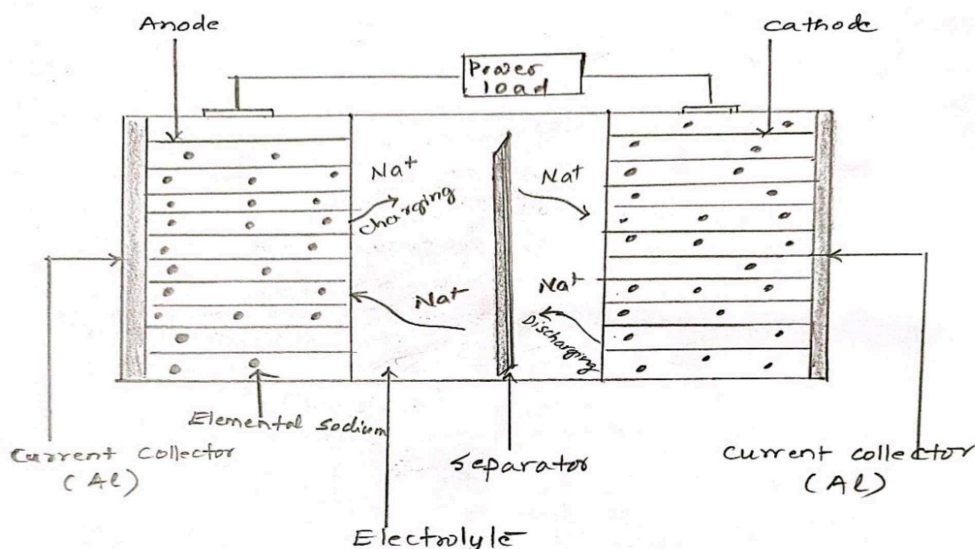 Anode
cathode
Power
load
Na⁺
charging
Na⁺
Na⁺
Na⁺
Discharging
Elemental sodium
current collector
(Al)
separator
current collector
(Al)
Electrolyte